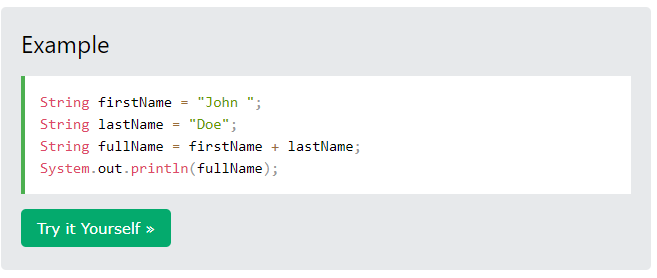 Example
String firstName = "John ";
String lastName = "Doe";
String fullName = firstName + lastName;
System.out.println(fullName);
Try it Yourself »